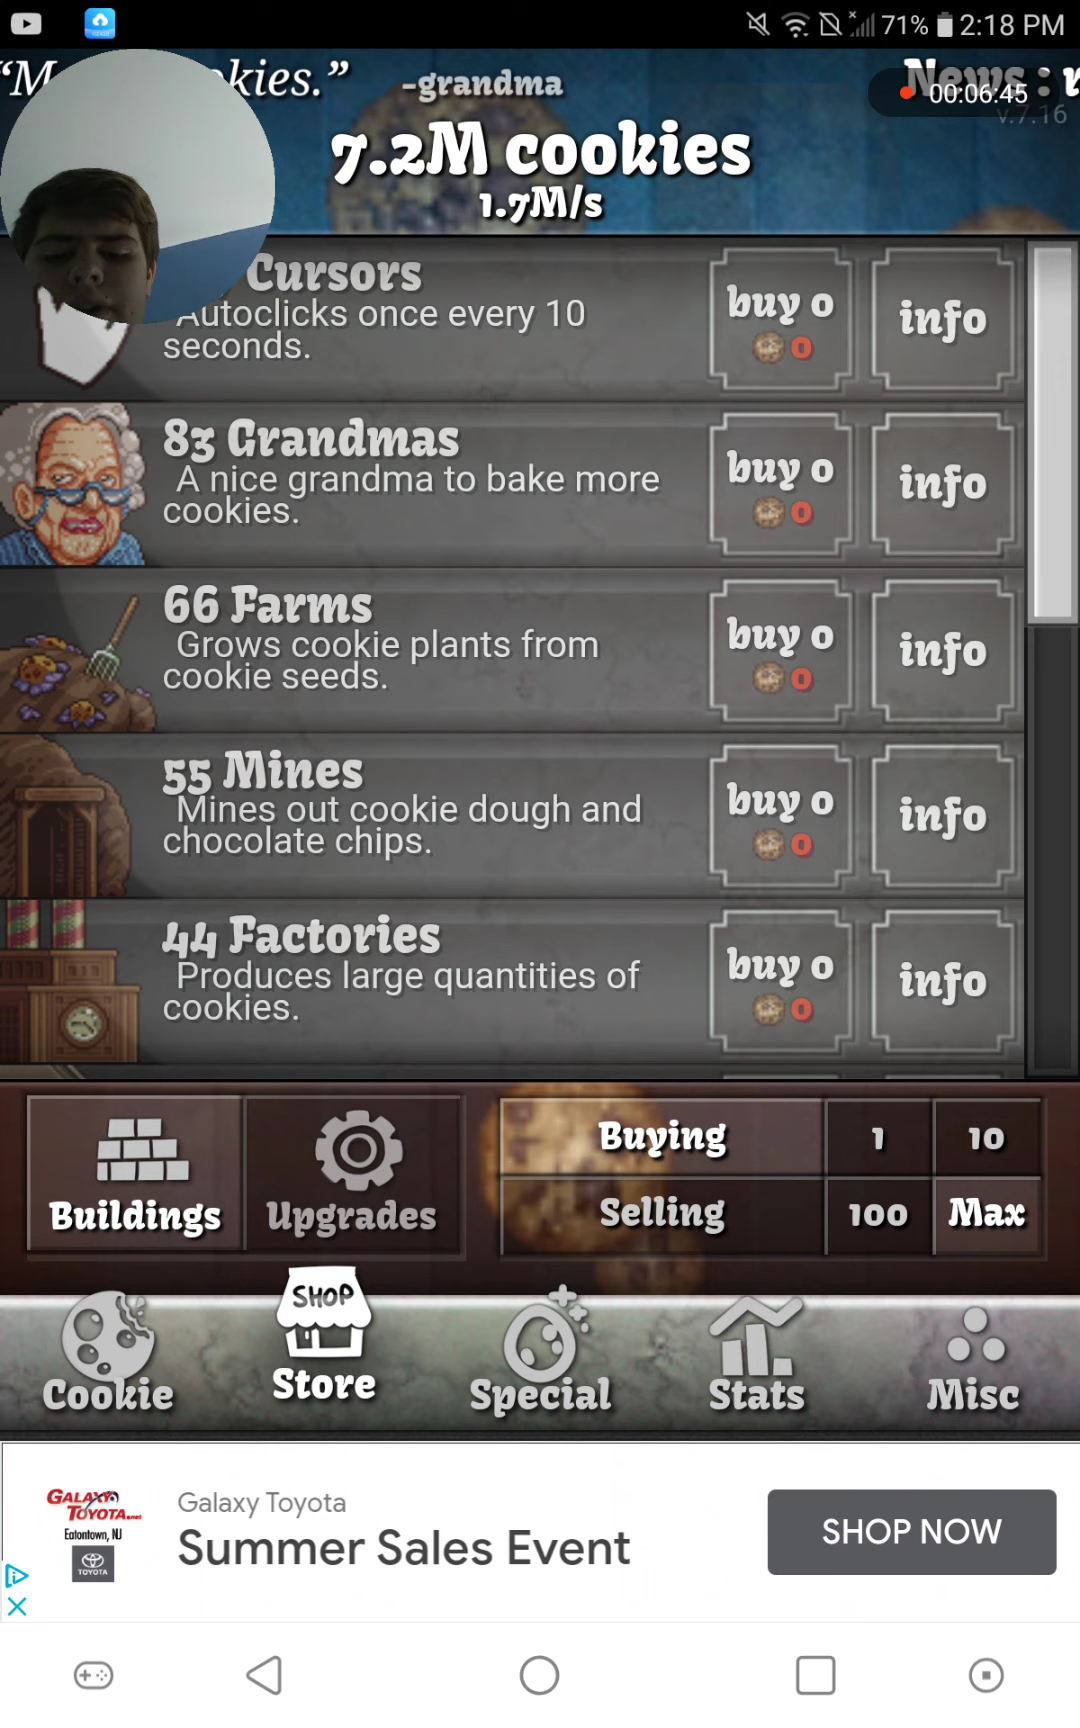 71% 2:18 PM
“M kies.” -grandma News :
00:06:45
v.7.16
7.2M cookies
1.7M/s
Cursors
Autoclicks once every 10
seconds.
buy 0
0
info
83 Grandmas
A nice grandma to bake more
cookies.
buy 0
0
info
66 Farms
Grows cookie plants from
cookie seeds.
buy 0
0
info
55 Mines
Mines out cookie dough and
chocolate chips.
buy 0
0
info
44 Factories
Produces large quantities of
cookies.
buy 0
0
info
Buildings
Upgrades
Buying 1 10
Selling 100 Max
SHOP
Cookie Store Special Stats Misc
GALAXY
TOYOTA.net
Eatontown, NJ
TOYOTA
Galaxy Toyota
Summer Sales Event
SHOP NOW